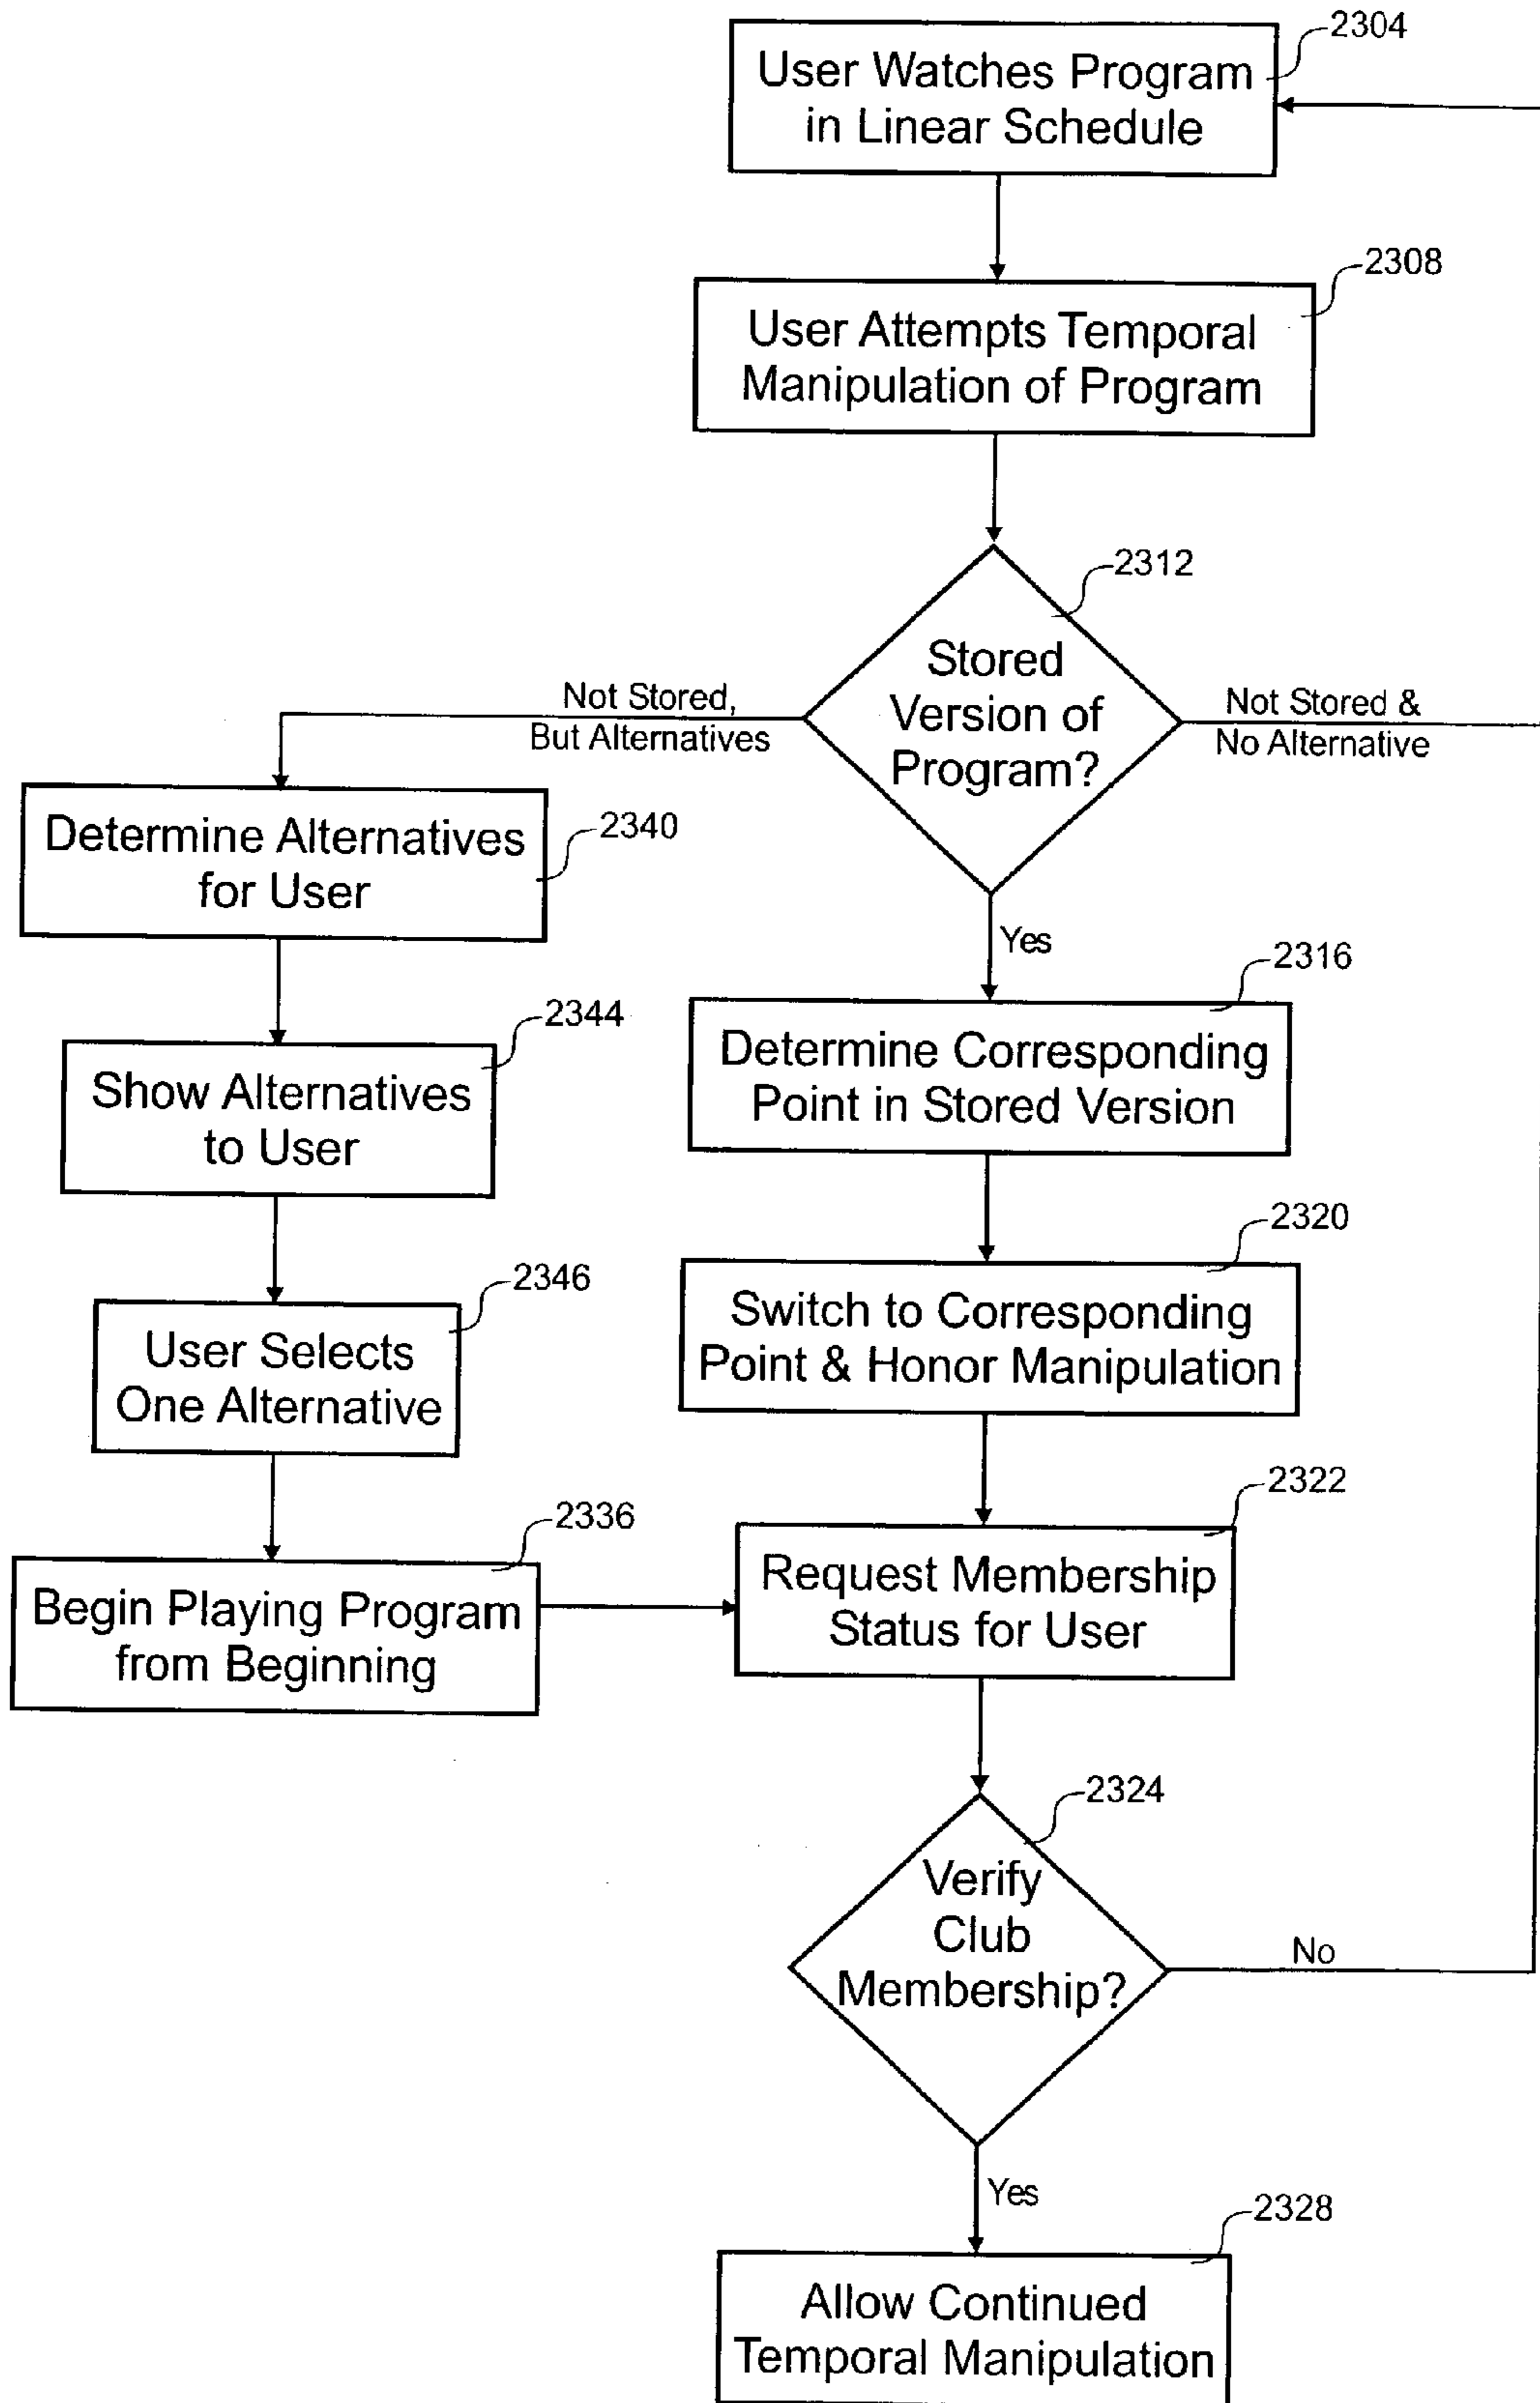 2304
User Watches Program
in Linear Schedule
2308
User Attempts Temporal
Manipulation of Program
2312
Stored
Version of
Program?
Not Stored,
But Alternatives
Not Stored &
No Alternative
Yes
2340
Determine Alternatives
for User
2316
Determine Corresponding
Point in Stored Version
2344
Show Alternatives
to User
2320
Switch to Corresponding
Point & Honor Manipulation
2346
User Selects
One Alternative
2322
Request Membership
Status for User
2336
Begin Playing Program
from Beginning
2324
Verify
Club
Membership?
No
Yes
2328
Allow Continued
Temporal Manipulation